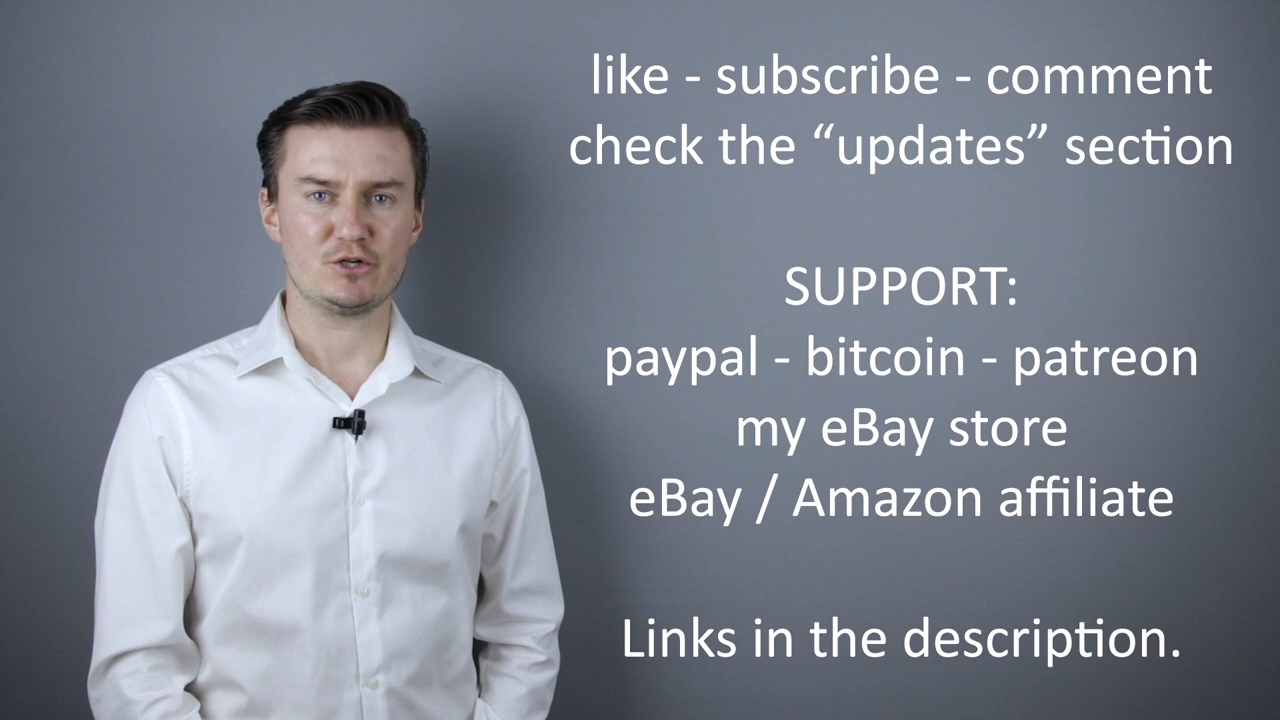 like - subscribe - comment
check the “updates” section
SUPPORT:
paypal - bitcoin - patreon
my eBay store
eBay / Amazon affiliate
Links in the description.